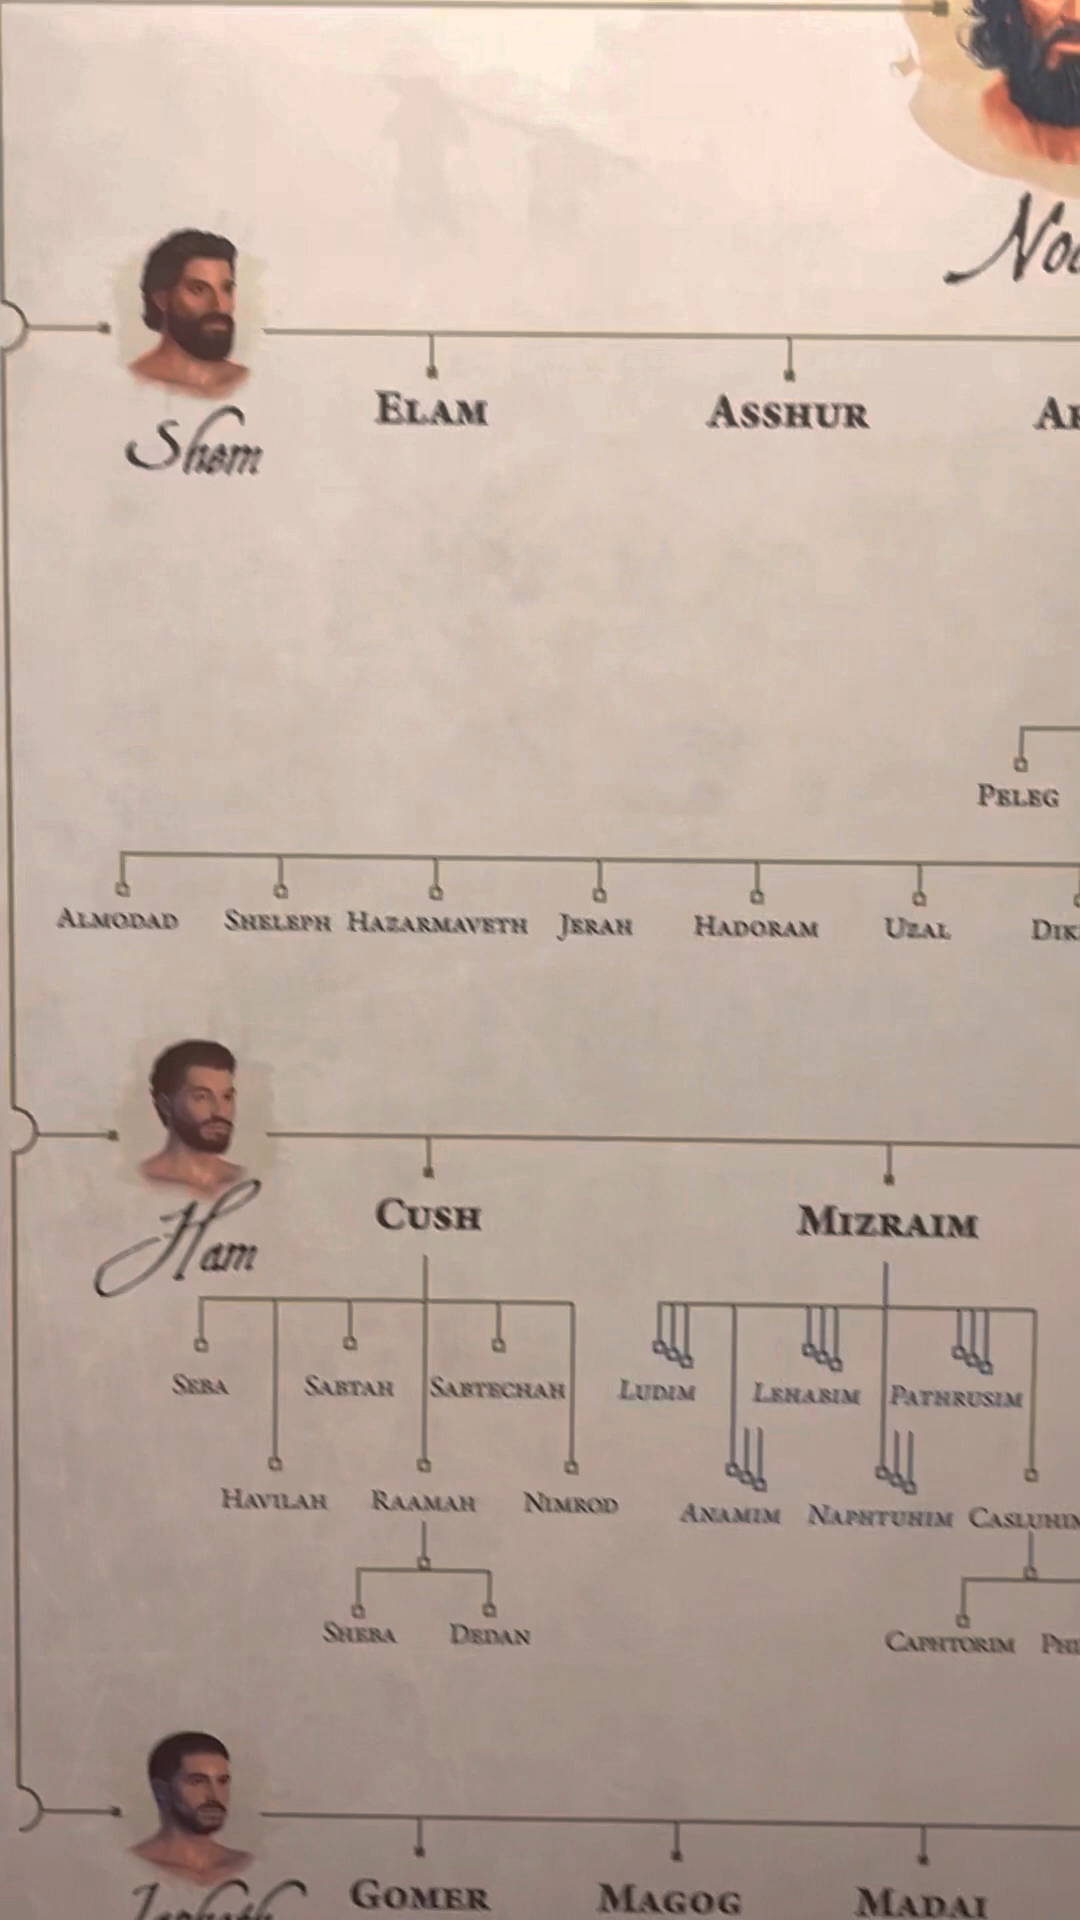 Shem
ELAM
ASSHUR
PELEG
ALMODAD
SHELEPH
HAZARMAVETH
JERAH
HADORAM
UZAL
Ham
CUSH
MIZRAIM
SEBA
SABTAH
SABTECHAH
LUDIM
LEHABIM
PATHRUSIM
HAVILAH
RAAMAH
NIMROD
ANAMIM
NAPHTUHIM
SHEBA
DEDAN
CAPHTORIM
GOMER
MAGOG
MADAI